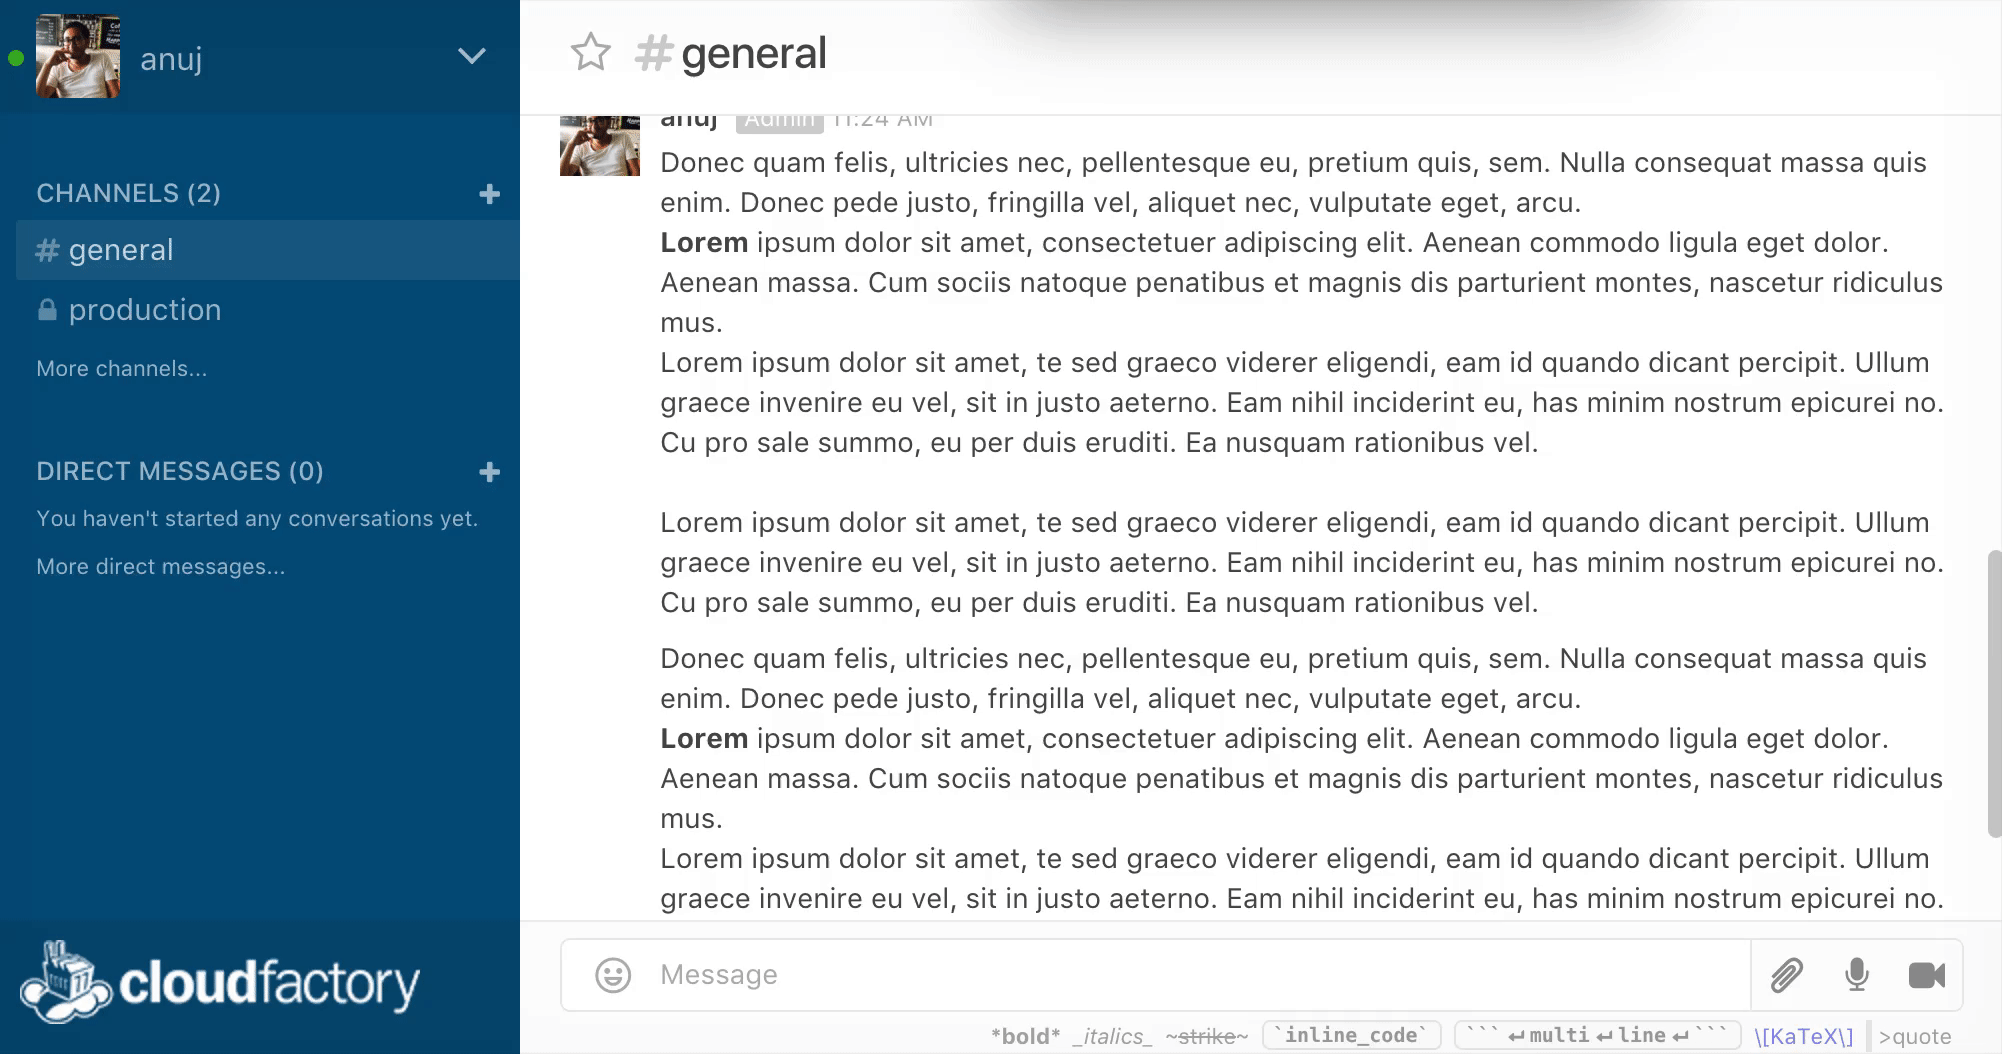 anuj
CHANNELS (2)
general
production
More channels...
DIRECT MESSAGES (0)
You haven't started any conversations yet.
More direct messages...
cloudfactory
#general
anuj Admin 11:24 AM
Donec quam felis, ultricies nec, pellentesque eu, pretium quis, sem. Nulla consequat massa quis
enim. Donec pede justo, fringilla vel, aliquet nec, vulputate eget, arcu.
Lorem ipsum dolor sit amet, consectetuer adipiscing elit. Aenean commodo ligula eget dolor.
Aenean massa. Cum sociis natoque penatibus et magnis dis parturient montes, nascetur ridiculus
mus.
Lorem ipsum dolor sit amet, te sed graeco viderer eligendi, eam id quando dicant percipit. Ullum
graece invenire eu vel, sit in justo aeterno. Eam nihil inciderint eu, has minim nostrum epicurei no.
Cu pro sale summo, eu per duis eruditi. Ea nusquam rationibus vel.
Lorem ipsum dolor sit amet, te sed graeco viderer eligendi, eam id quando dicant percipit. Ullum
graece invenire eu vel, sit in justo aeterno. Eam nihil inciderint eu, has minim nostrum epicurei no.
Cu pro sale summo, eu per duis eruditi. Ea nusquam rationibus vel.
Donec quam felis, ultricies nec, pellentesque eu, pretium quis, sem. Nulla consequat massa quis
enim. Donec pede justo, fringilla vel, aliquet nec, vulputate eget, arcu.
Lorem ipsum dolor sit amet, consectetuer adipiscing elit. Aenean commodo ligula eget dolor.
Aenean massa. Cum sociis natoque penatibus et magnis dis parturient montes, nascetur ridiculus
mus.
Lorem ipsum dolor sit amet, te sed graeco viderer eligendi, eam id quando dicant percipit. Ullum
graece invenire eu vel, sit in justo aeterno. Eam nihil inciderint eu, has minim nostrum epicurei no.
Message
*bold* _italics_ ~strike~ `inline_code` ```↵multi↵line↵``` \[KaTeX\] >quote